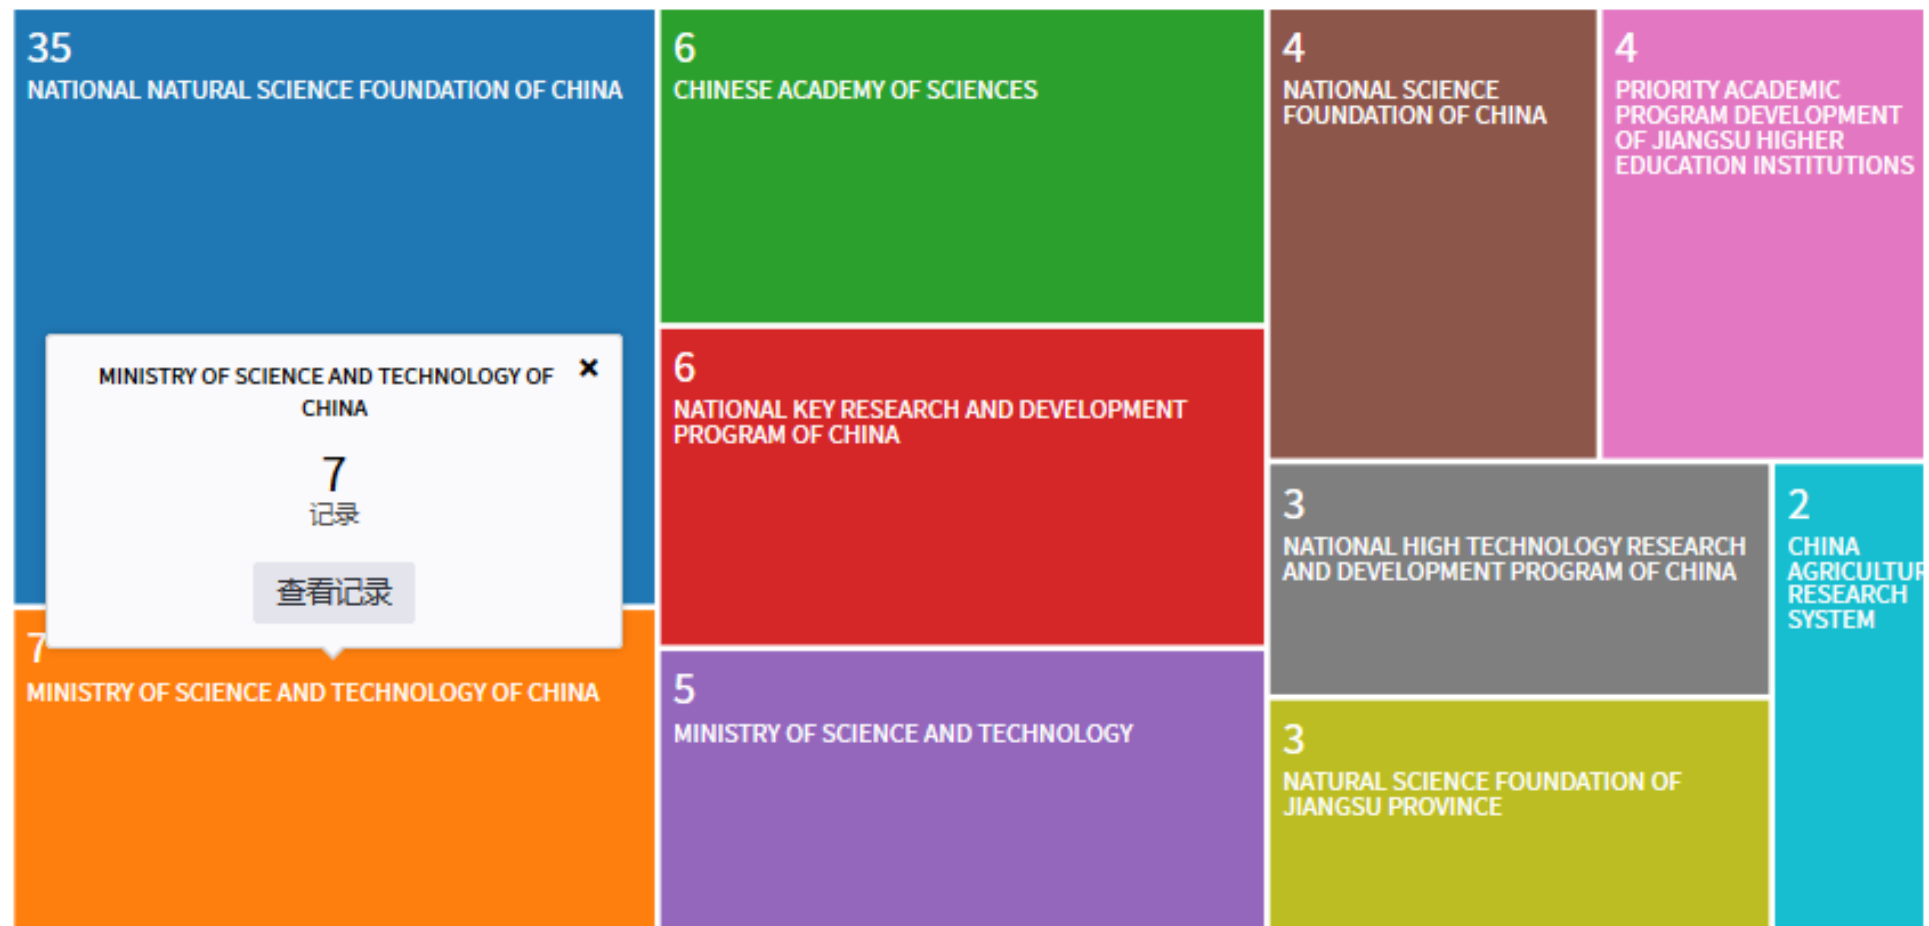 35
NATIONAL NATURAL SCIENCE FOUNDATION OF CHINA
MINISTRY OF SCIENCE AND TECHNOLOGY OF
CHINA
7
记录
查看记录
7
MINISTRY OF SCIENCE AND TECHNOLOGY OF CHINA
6
CHINESE ACADEMY OF SCIENCES
6
NATIONAL KEY RESEARCH AND DEVELOPMENT
PROGRAM OF CHINA
5
MINISTRY OF SCIENCE AND TECHNOLOGY
4
NATIONAL SCIENCE
FOUNDATION OF CHINA
4
PRIORITY ACADEMIC
PROGRAM DEVELOPMENT
OF JIANGSU HIGHER
EDUCATION INSTITUTIONS
3
NATIONAL HIGH TECHNOLOGY RESEARCH
AND DEVELOPMENT PROGRAM OF CHINA
3
NATURAL SCIENCE FOUNDATION OF
JIANGSU PROVINCE
2
CHINA
AGRICULTUR
RESEARCH
SYSTEM